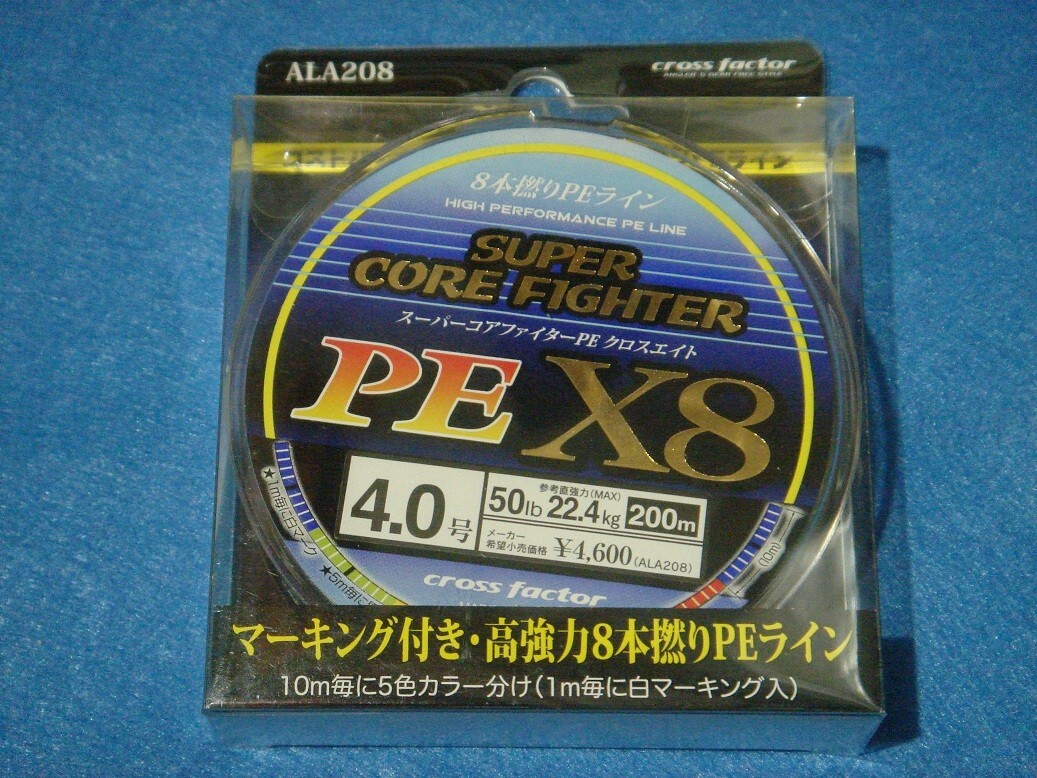 ALA208
cross factor
ANGLER'S DEAR FREE STYLE
8本撚りPEライン
HIGH PERFORMANCE PE LINE
SUPER
CORE FIGHTER
スーパーコアファイターPE クロスエイト
PE X8
4.0号
参考直強力(MAX)
50lb 22.4kg 200m
メーカー
希望小売価格 ¥4,600(ALA208)
★1m毎に白マーク
★5m毎に
(10m)
cross factor
マーキング付き・高強力8本撚りPEライン
10m毎に5色カラー分け(1m毎に白マーキング入)